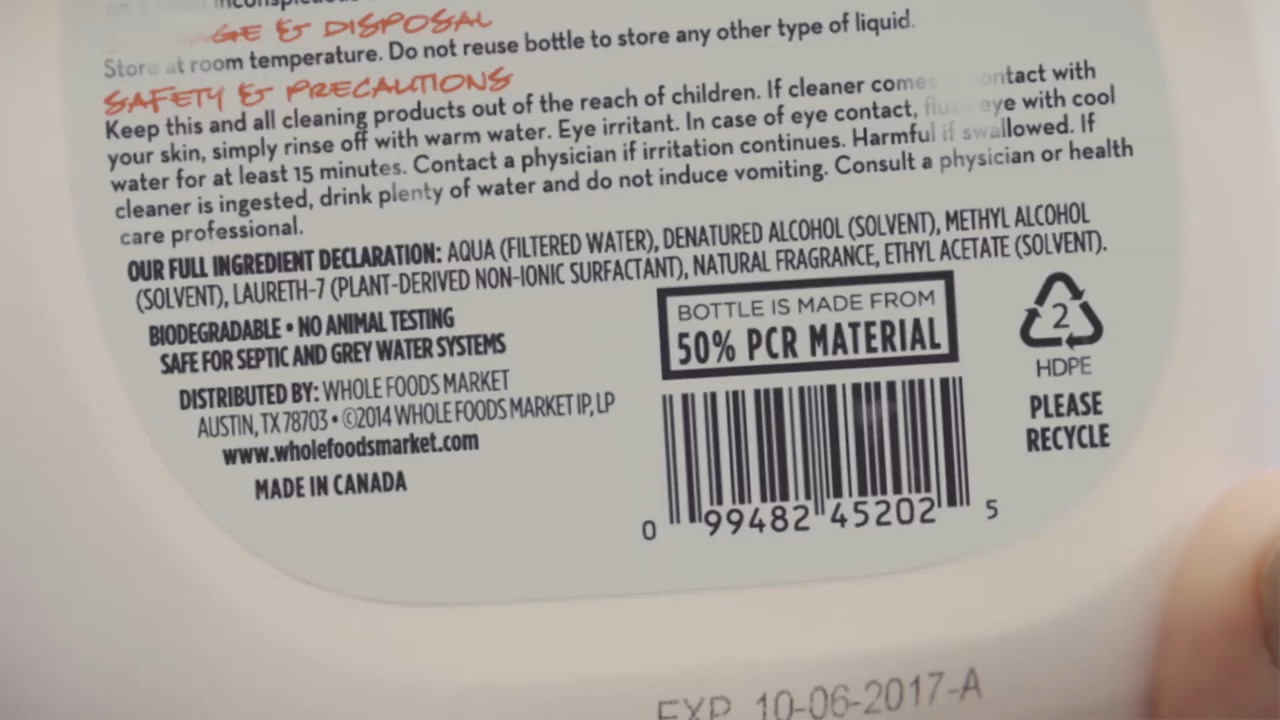 GE & DISPOSAL
Store at room temperature. Do not reuse bottle to store any other type of liquid.
SAFETY & PRECAUTIONS
Keep this and all cleaning products out of the reach of children. If cleaner comes contact with
your skin, simply rinse off with warm water. Eye irritant. In case of eye contact, eye with cool
water for at least 15 minutes. Contact a physician if irritation continues. Harmful if swallowed. If
cleaner is ingested, drink plenty of water and do not induce vomiting. Consult a physician or health
care professional.
OUR FULL INGREDIENT DECLARATION: AQUA (FILTERED WATER), DENATURED ALCOHOL (SOLVENT), METHYL ALCOHOL
(SOLVENT), LAURETH-7 (PLANT-DERIVED NON-IONIC SURFACTANT), NATURAL FRAGRANCE, ETHYL ACETATE (SOLVENT).
BIODEGRADABLE • NO ANIMAL TESTING
SAFE FOR SEPTIC AND GREY WATER SYSTEMS
DISTRIBUTED BY: WHOLE FOODS MARKET
AUSTIN, TX 78703 • ©2014 WHOLE FOODS MARKET IP, LP
www.wholefoodsmarket.com
MADE IN CANADA
BOTTLE IS MADE FROM
50% PCR MATERIAL
2
HDPE
PLEASE
RECYCLE
0 99482 45202 5
EXP 10-06-2017-A